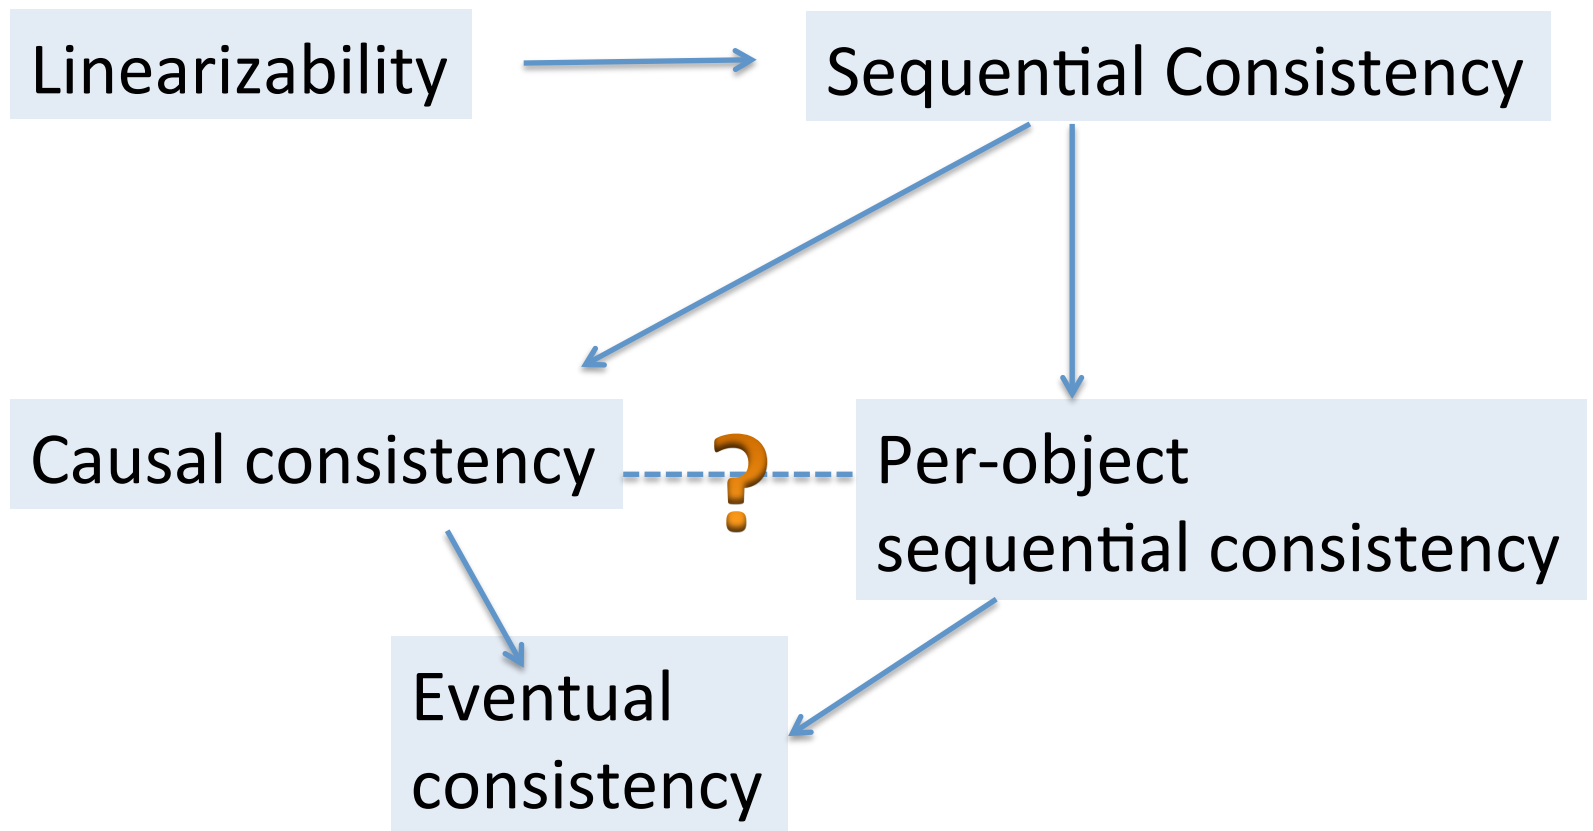 Linearizability
Sequential Consistency
Causal consistency
?
Per-object
sequential consistency
Eventual
consistency